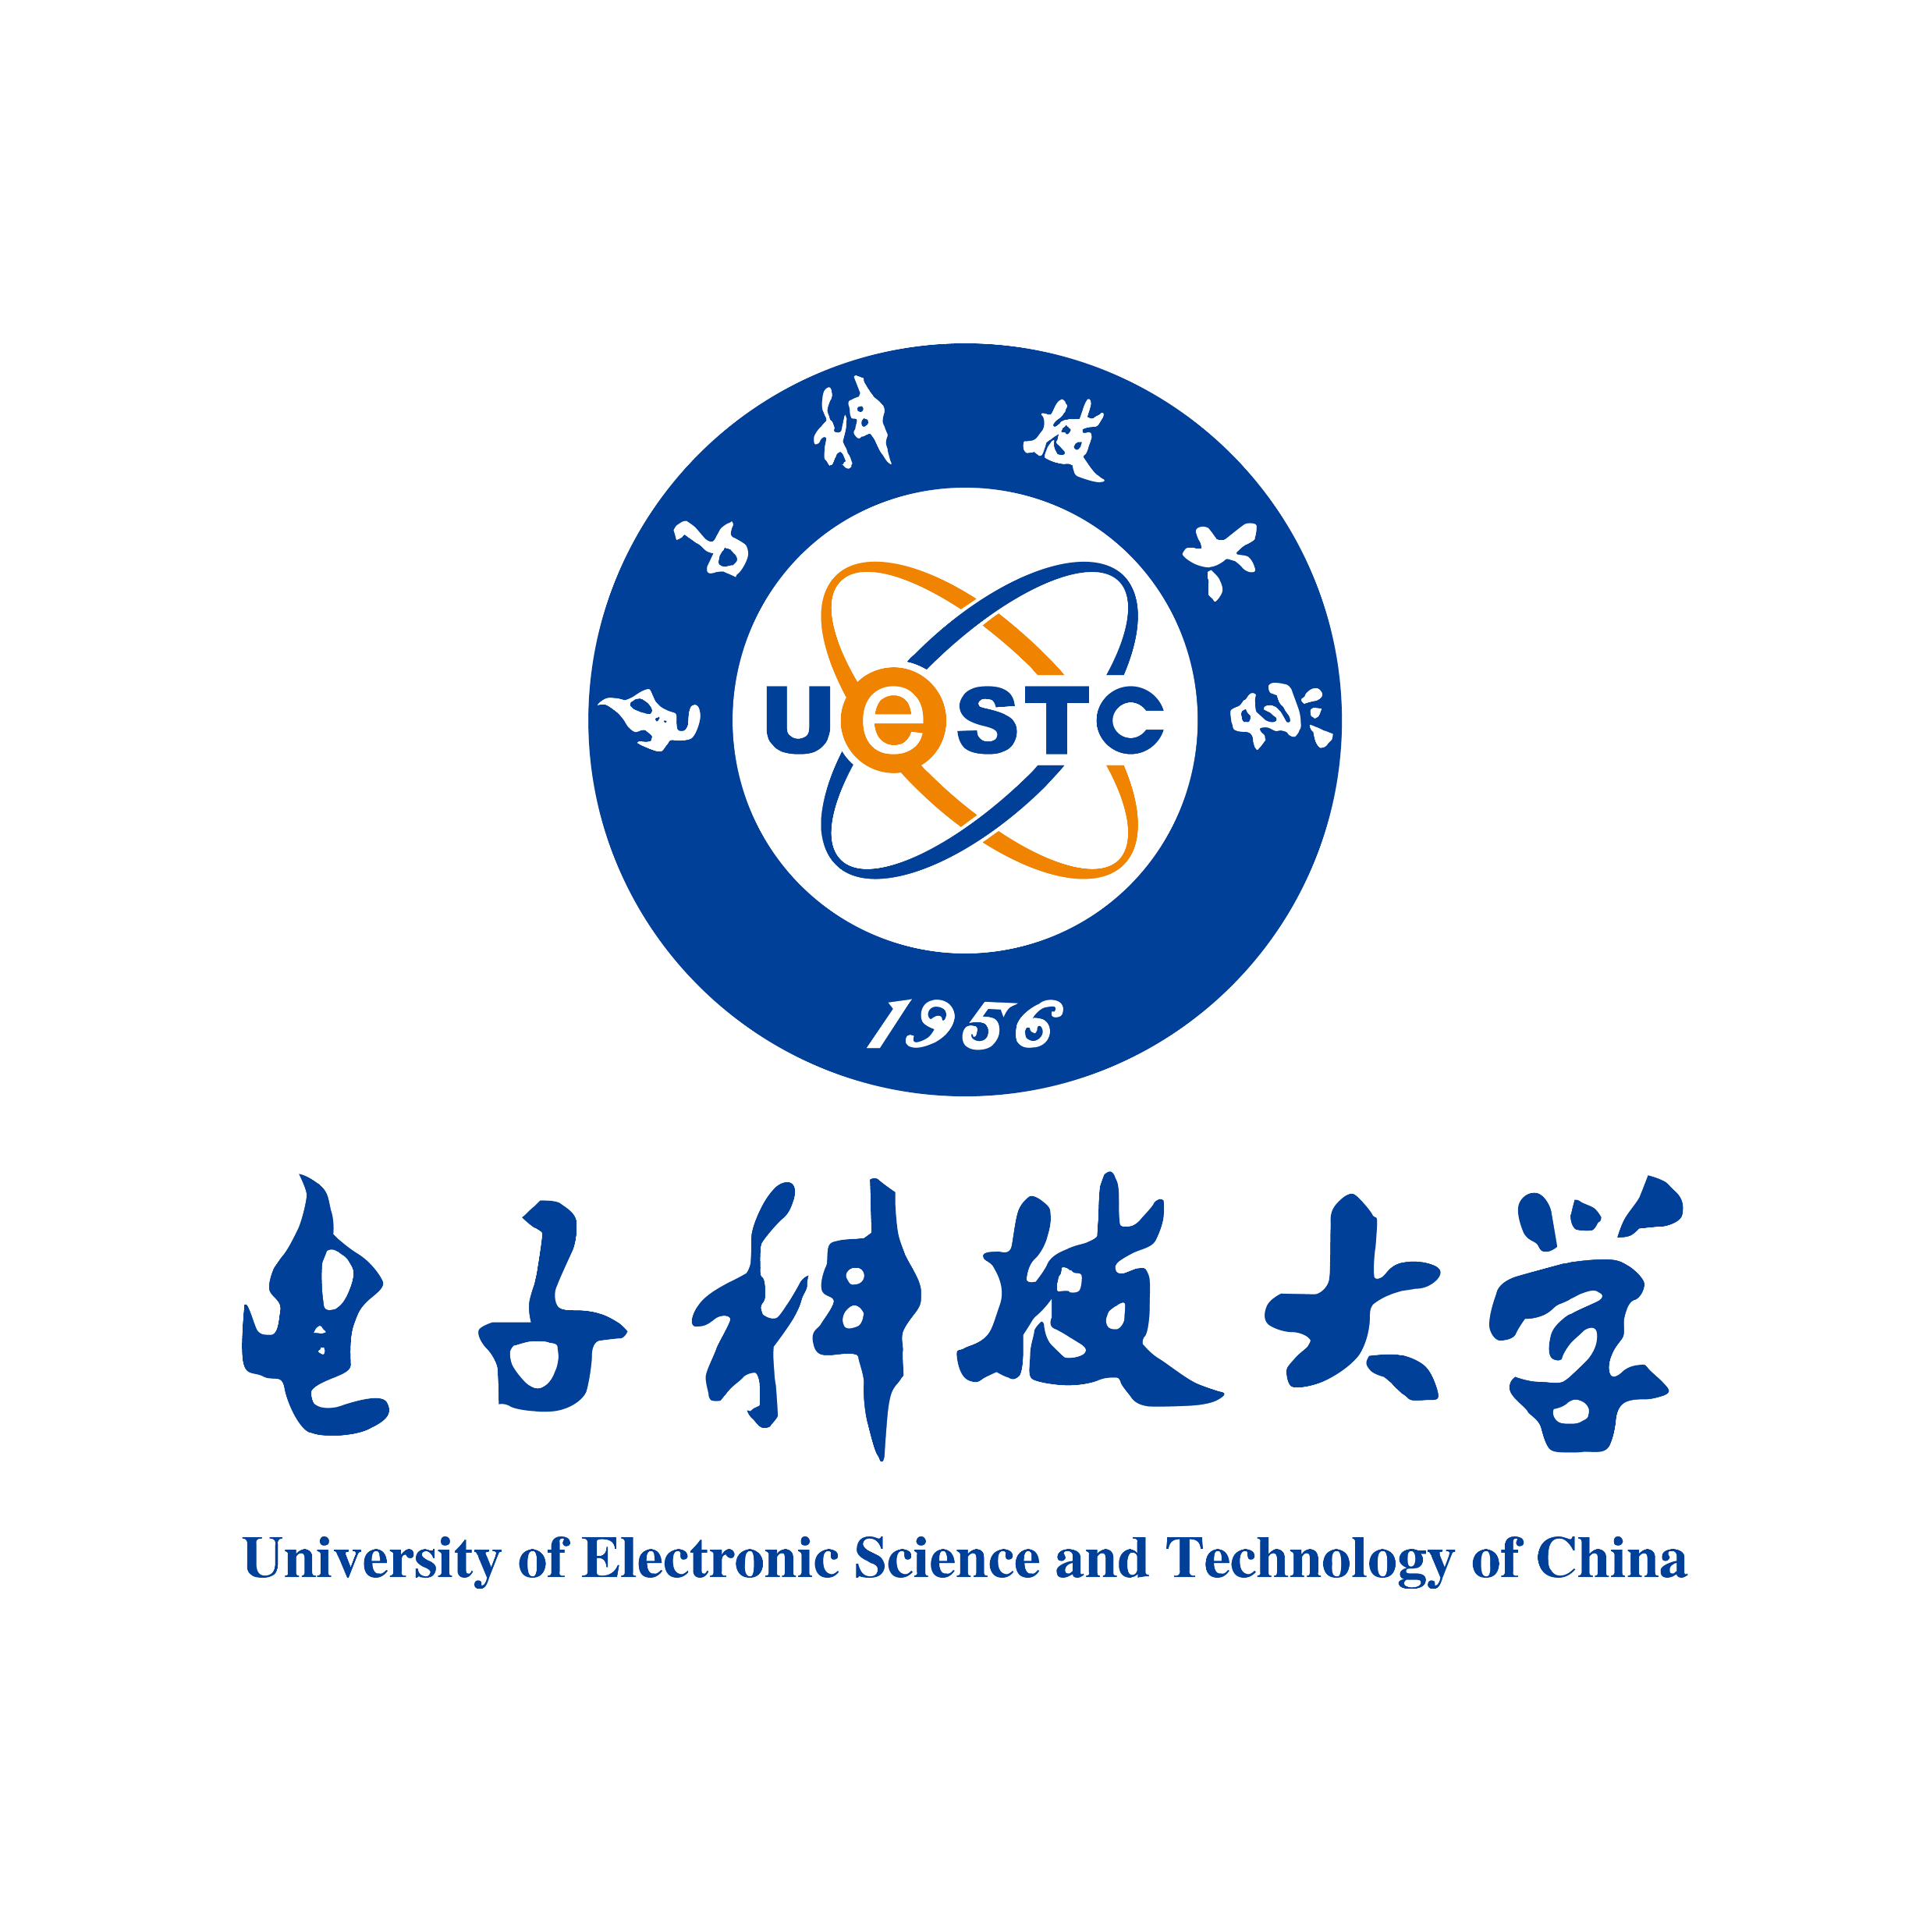 电子科技大学
UeSTC
1956
电子科技大学
University of Electronic Science and Technology of China